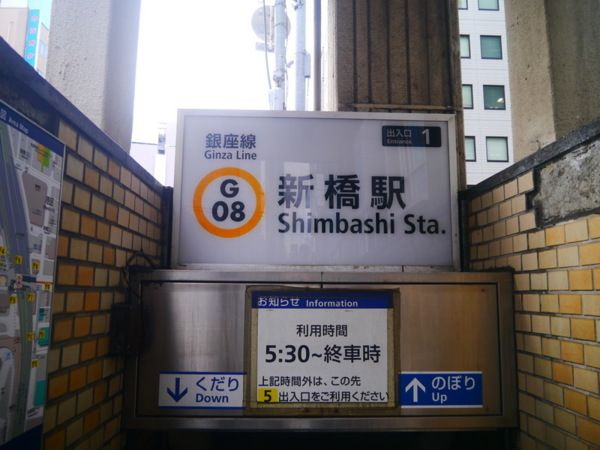 Area Map
銀座線
Ginza Line
出入口 1
Entrance
G
08
新橋駅
Shimbashi Sta.
お知らせ Information
利用時間
5:30~終車時
上記時間外は、この先
5 出入口をご利用ください
↓ くだり
Down
↑ のぼり
Up